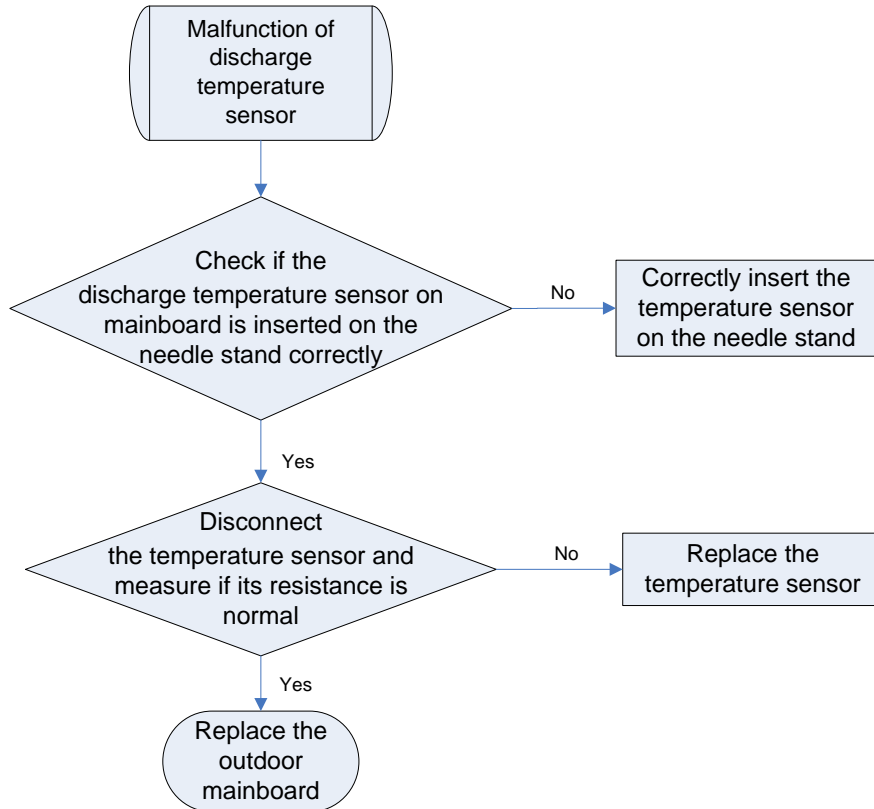 Malfunction of
discharge
temperature
sensor
Check if the
discharge temperature sensor on
mainboard is inserted on the
needle stand correctly
No
Correctly insert the
temperature sensor
on the needle stand
Yes
Disconnect
the temperature sensor and
measure if its resistance is
normal
No
Replace the
temperature sensor
Yes
Replace the
outdoor
mainboard